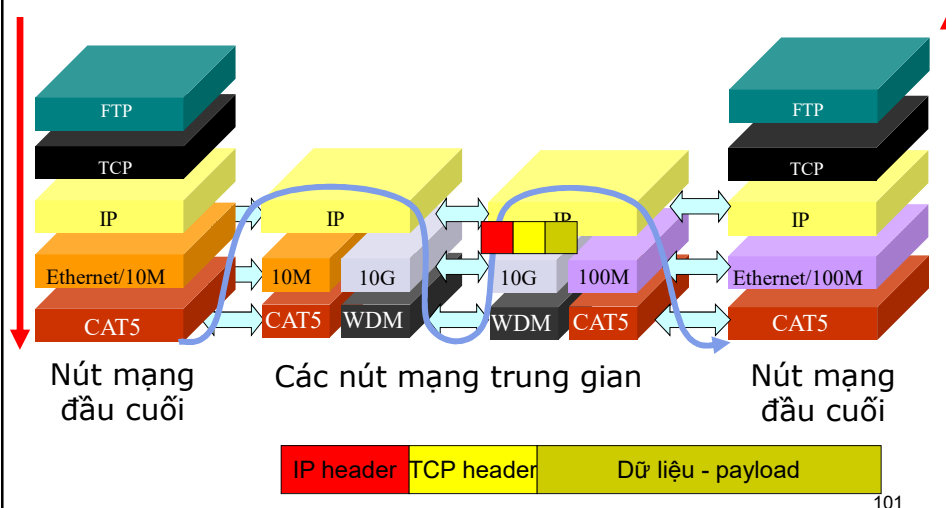 FTP
TCP
IP
Ethernet/10M
CAT5
IP
10M
10G
CAT5
WDM
IP
10G
100M
WDM
CAT5
FTP
TCP
IP
Ethernet/100M
CAT5
Nút mạng
đầu cuối
Các nút mạng trung gian
Nút mạng
đầu cuối
IP header
TCP header
Dữ liệu - payload
101